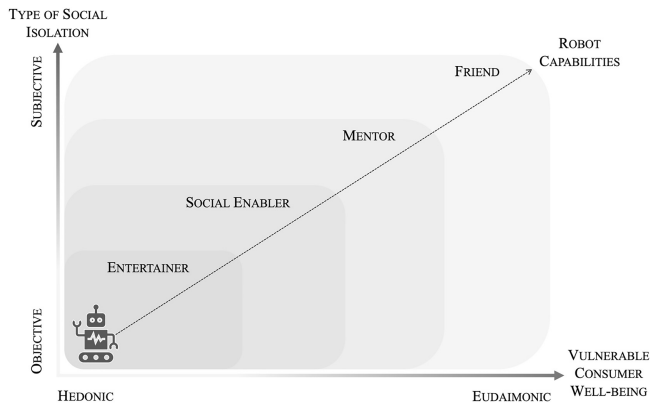 TYPE OF SOCIAL
ISOLATION
SUBJECTIVE
OBJECTIVE
ROBOT
CAPABILITIES
FRIEND
MENTOR
SOCIAL ENABLER
ENTERTAINER
HEDONIC
EUDAIMONIC
VULNERABLE
CONSUMER
WELL-BEING